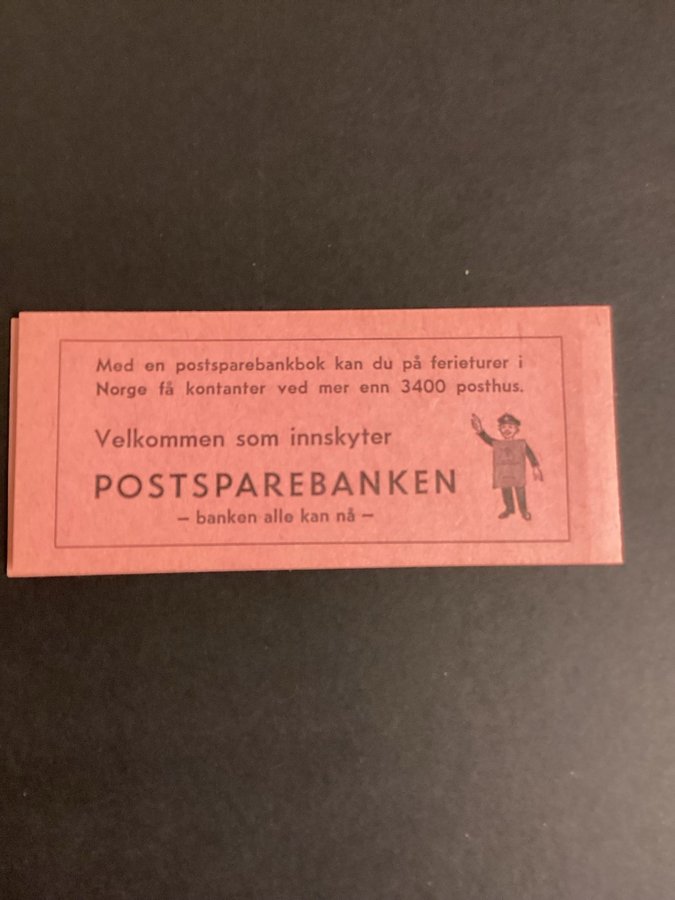 Med en postsparebankbok kan du på ferieturer i
Norge få kontanter ved mer enn 3400 posthus.
Velkommen som innskyter
POSTSPAREBANKEN
– banken alle kan nå –